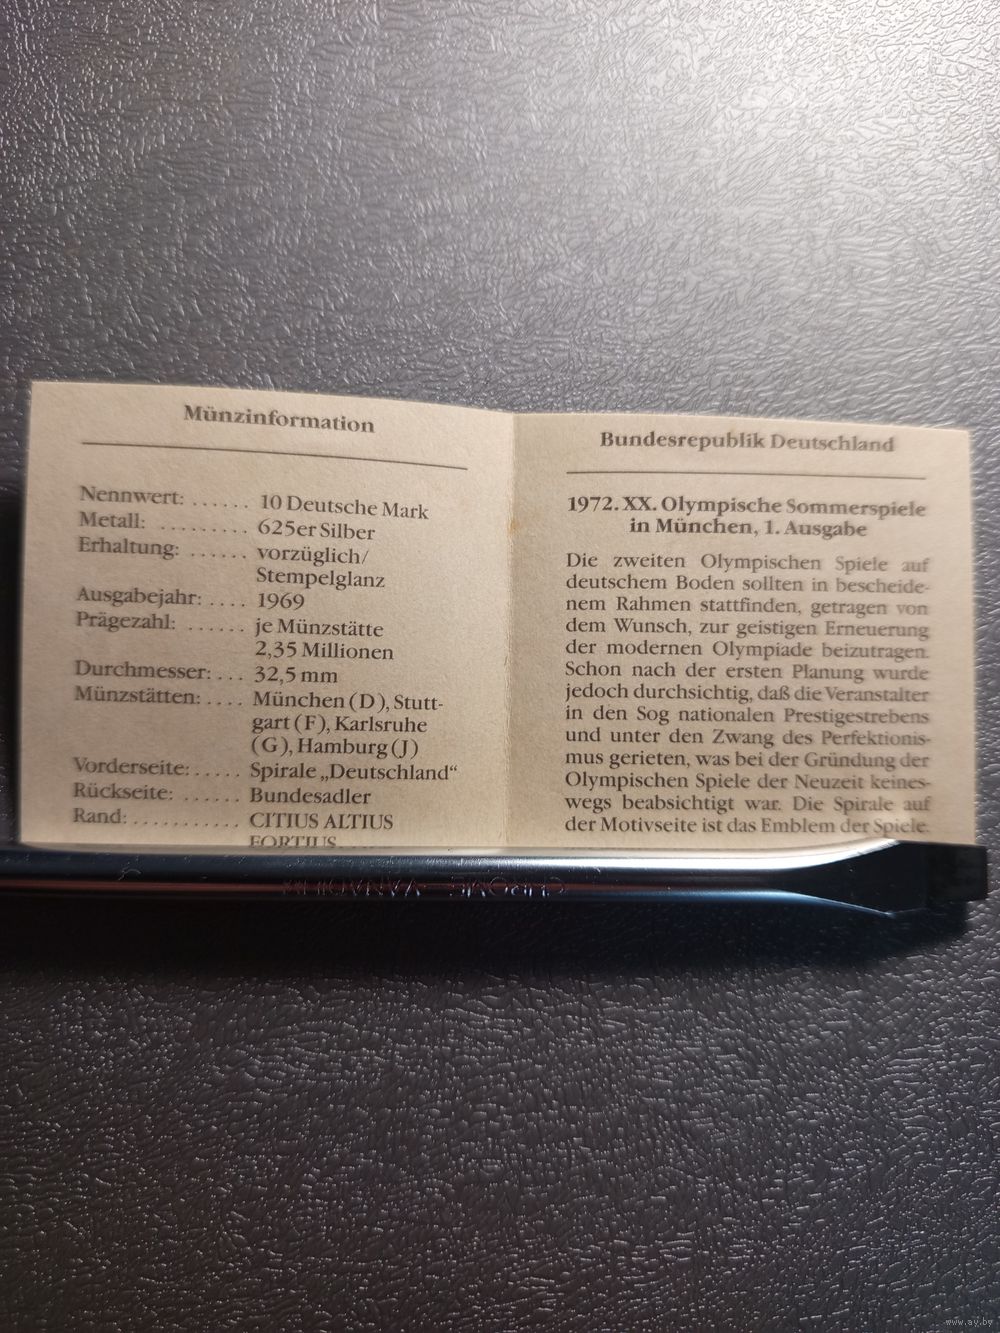 Münzinformation
Nennwert: ...... 10 Deutsche Mark
Metall: ......... 625er Silber
Erhaltung: ...... vorzüglich/
Stempelglanz
Ausgabejahr: .... 1969
Prägezahl: ...... je Münzstätte
2,35 Millionen
Durchmesser: ... 32,5 mm
Münzstätten: .... München (D), Stutt-
gart (F), Karlsruhe
(G), Hamburg (J)
Vorderseite: ..... Spirale „Deutschland“
Rückseite: ...... Bundesadler
Rand: ........... CITIUS ALTIUS
FORTIUS
Bundesrepublik Deutschland
1972. XX. Olympische Sommerspiele
in München, 1. Ausgabe
Die zweiten Olympischen Spiele auf
deutschem Boden sollten in bescheide-
nem Rahmen stattfinden, getragen von
dem Wunsch, zur geistigen Erneuerung
der modernen Olympiade beizutragen.
Schon nach der ersten Planung wurde
jedoch durchsichtig, daß die Veranstalter
in den Sog nationalen Prestigestrebens
und unter den Zwang des Perfektionis-
mus gerieten, was bei der Gründung der
Olympischen Spiele der Neuzeit keines-
wegs beabsichtigt war. Die Spirale auf
der Motivseite ist das Emblem der Spiele.
CHROME-VANADIUM
www.ay.by